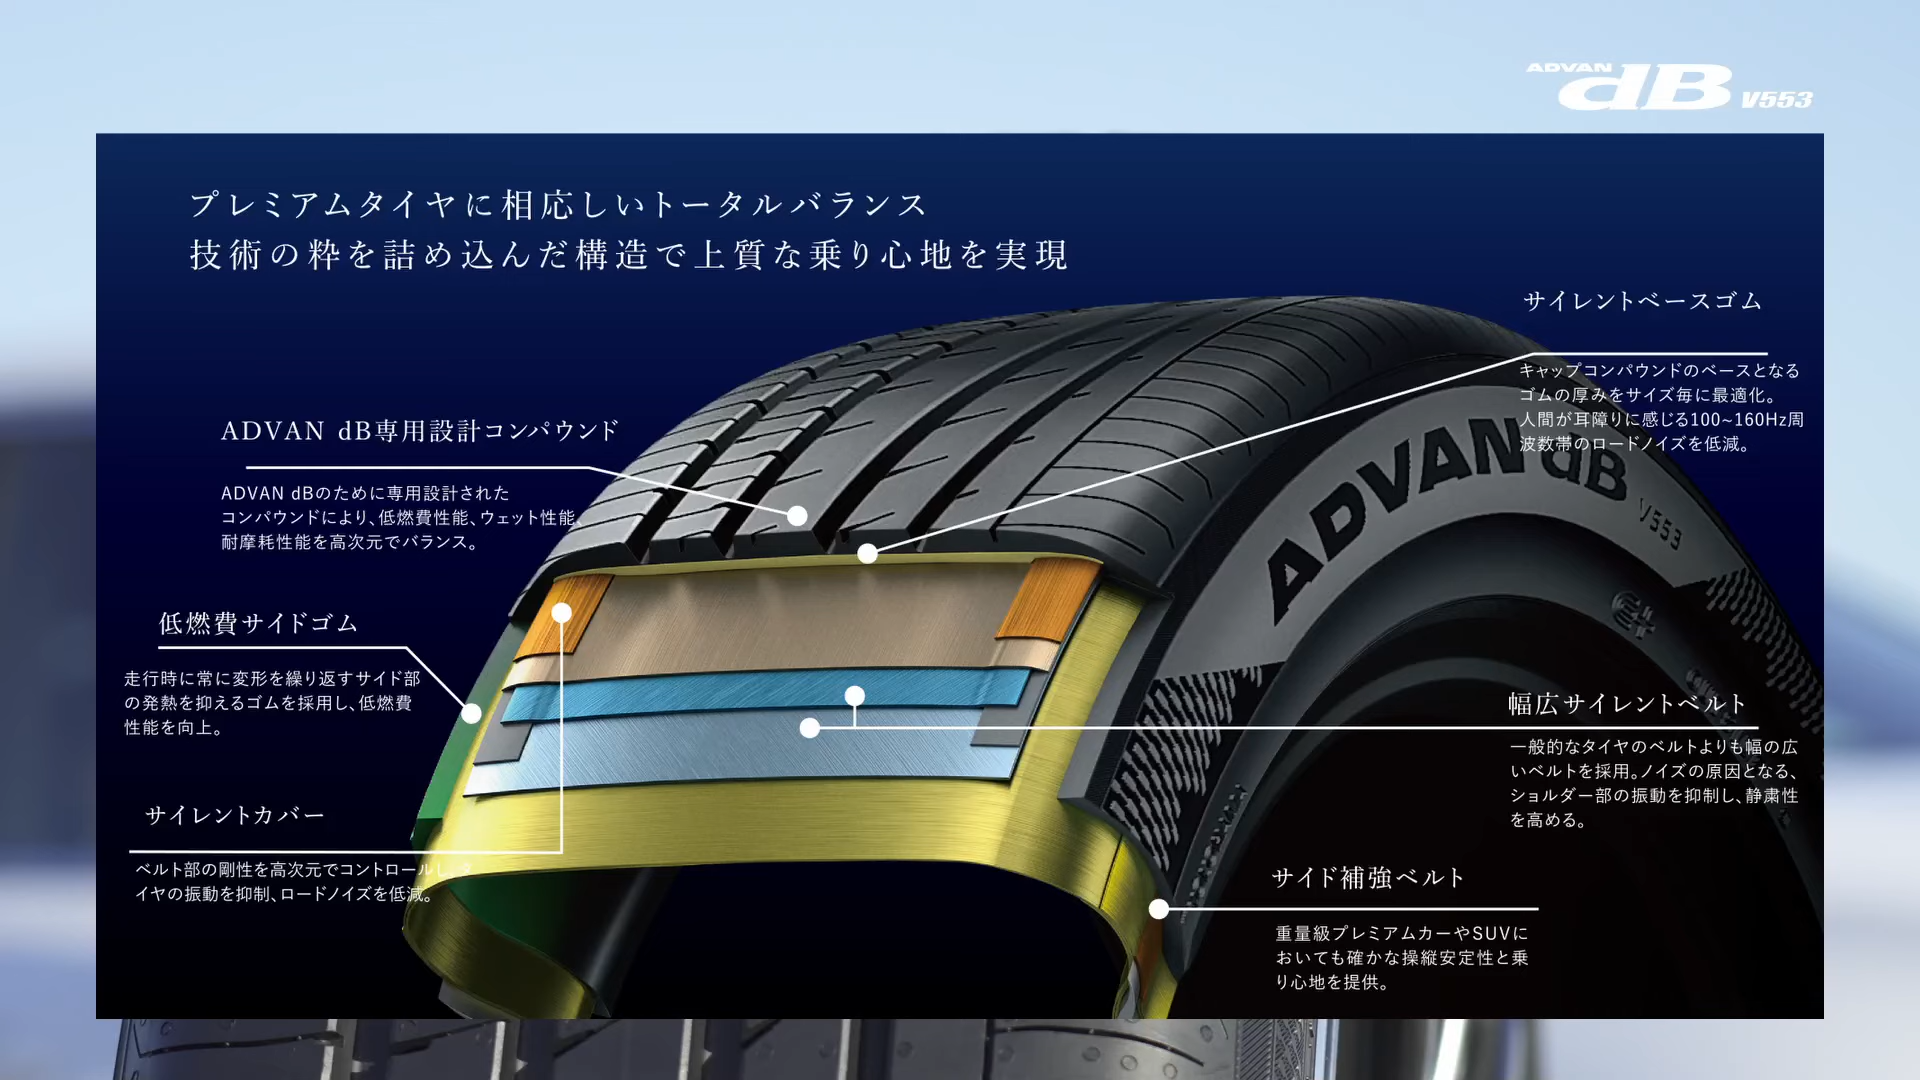 ADVAN dB V553
プレミアムタイヤに相応しいトータルバランス
技術の粋を詰め込んだ構造で上質な乗り心地を実現
サイレントベースゴム
キャップコンパウンドのベースとなる
ゴムの厚みをサイズ毎に最適化。
人間が耳障りに感じる100~160Hz周
波数帯のロードノイズを低減。
ADVAN dB専用設計コンパウンド
ADVAN dBのために専用設計された
コンパウンドにより、低燃費性能、ウェット性能、
耐摩耗性能を高次元でバランス。
ADVAN dB V553
低燃費サイドゴム
走行時に常に変形を繰り返すサイド部
の発熱を抑えるゴムを採用し、低燃費
性能を向上。
幅広サイレントベルト
一般的なタイヤのベルトよりも幅の広
いベルトを採用。ノイズの原因となる、
ショルダー部の振動を抑制し、静粛性
を高める。
サイレントカバー
ベルト部の剛性を高次元でコントロールし、タ
イヤの振動を抑制、ロードノイズを低減。
サイド補強ベルト
重量級プレミアムカーやSUVに
おいても確かな操縦安定性と乗
り心地を提供。